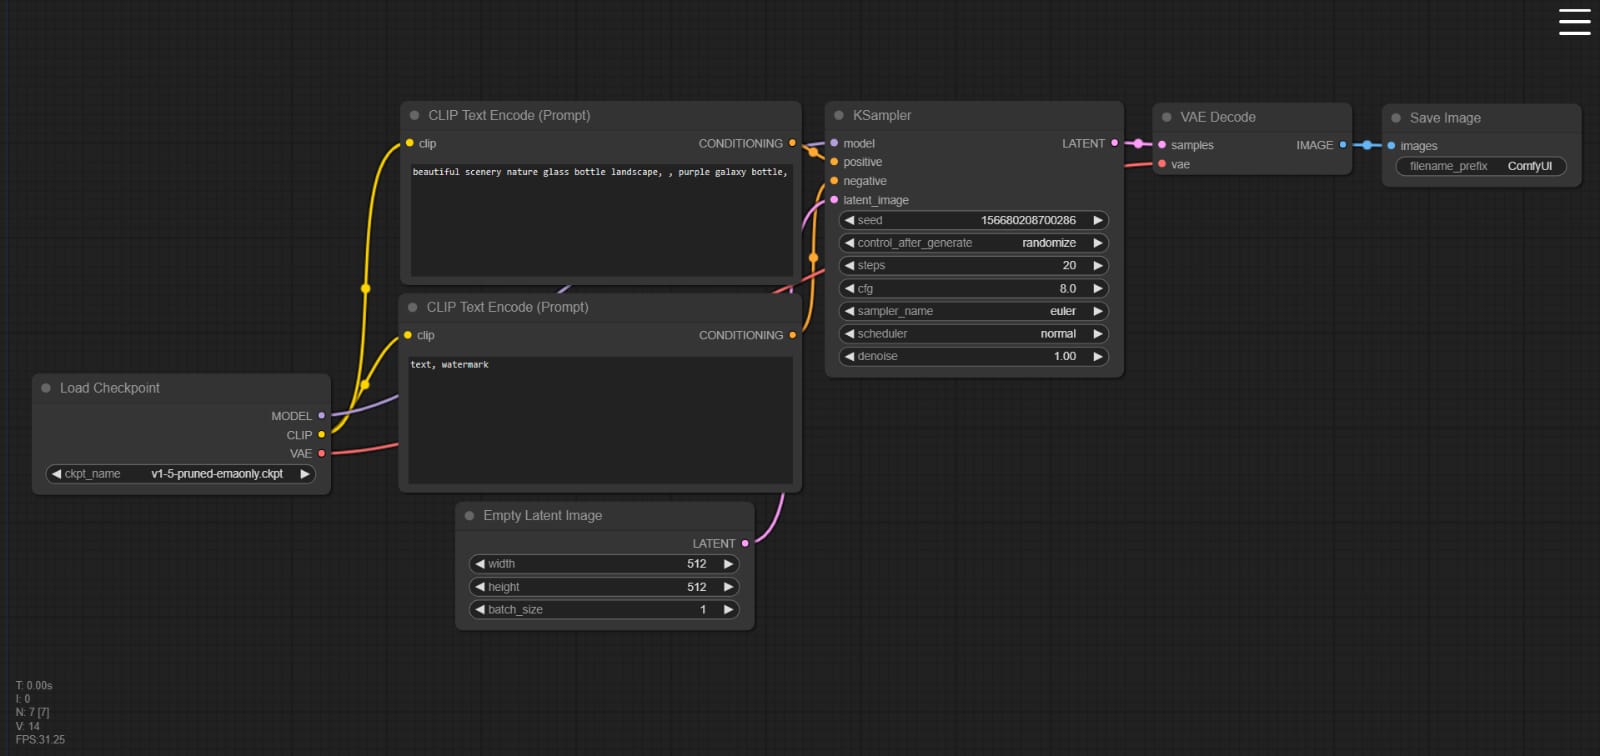 CLIP Text Encode (Prompt)
clip
CONDITIONING
beautiful scenery nature glass bottle landscape, , purple galaxy bottle,
CLIP Text Encode (Prompt)
clip
CONDITIONING
text, watermark
Load Checkpoint
MODEL
CLIP
VAE
ckpt_name v1-5-pruned-emaonly.ckpt
Empty Latent Image
LATENT
width 512
height 512
batch_size 1
KSampler
model LATENT
positive
negative
latent_image
seed 156680208700286
control_after_generate randomize
steps 20
cfg 8.0
sampler_name euler
scheduler normal
denoise 1.00
VAE Decode
samples IMAGE
vae
Save Image
images
filename_prefix ComfyUI
T: 0.00s
I: 0
N: 7 [7]
V: 14
FPS:31.25